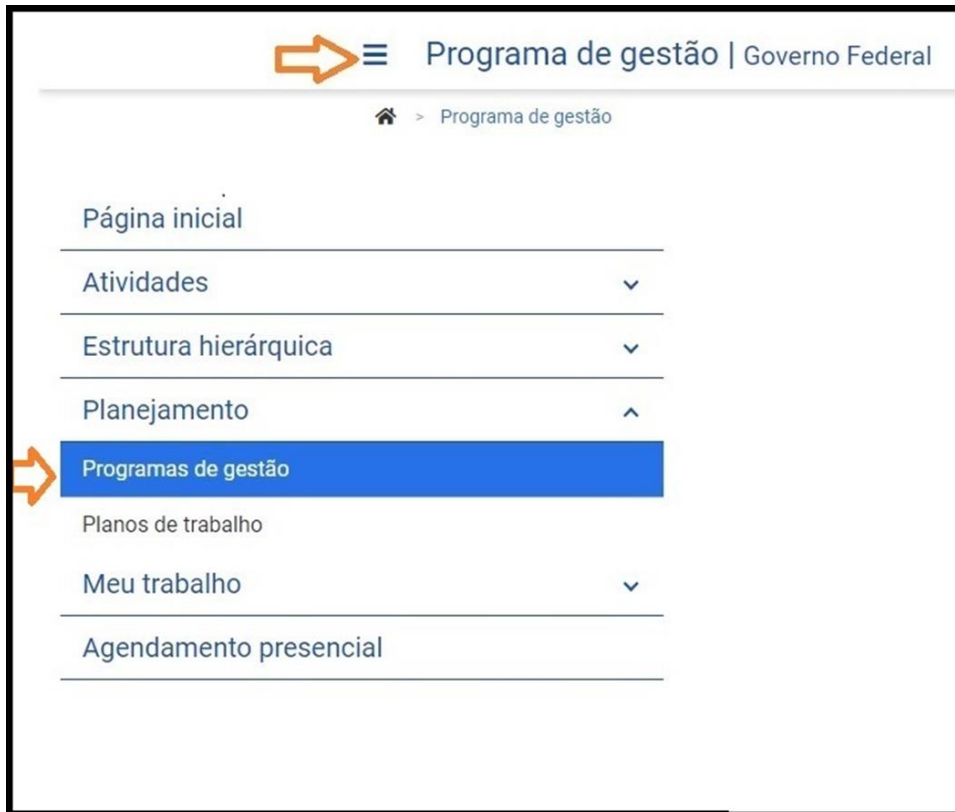 Programa de gestão | Governo Federal
> Programa de gestão
Página inicial
Atividades
Estrutura hierárquica
Planejamento
Programas de gestão
Planos de trabalho
Meu trabalho
Agendamento presencial